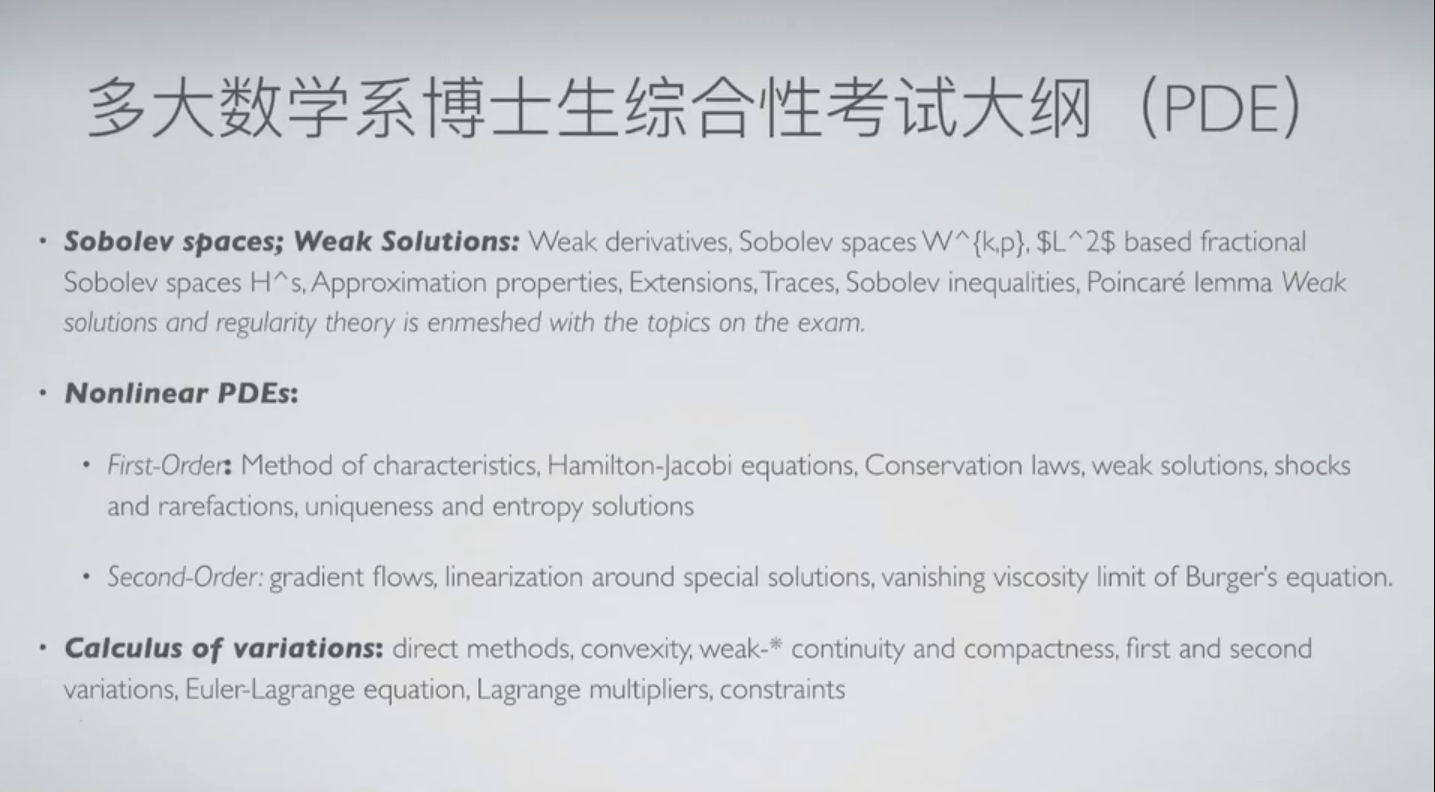 多大数学系博士生综合性考试大纲（PDE）
• Sobolev spaces; Weak Solutions: Weak derivatives, Sobolev spaces W^{k,p}, $L^2$ based fractional
Sobolev spaces H^s, Approximation properties, Extensions, Traces, Sobolev inequalities, Poincaré lemma Weak
solutions and regularity theory is enmeshed with the topics on the exam.
• Nonlinear PDEs:
• First-Order: Method of characteristics, Hamilton-Jacobi equations, Conservation laws, weak solutions, shocks
and rarefactions, uniqueness and entropy solutions
• Second-Order: gradient flows, linearization around special solutions, vanishing viscosity limit of Burger's equation.
• Calculus of variations: direct methods, convexity, weak-* continuity and compactness, first and second
variations, Euler-Lagrange equation, Lagrange multipliers, constraints